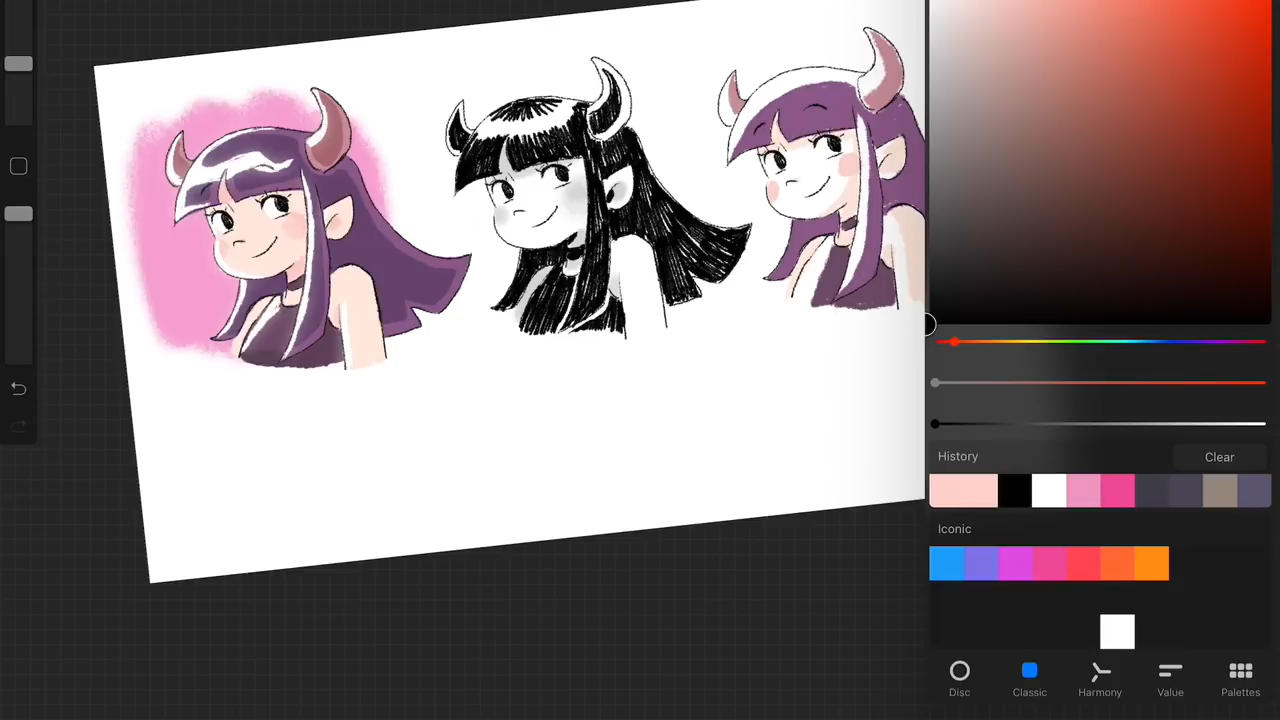 History
Clear
Iconic
Disc
Classic
Harmony
Value
Palettes